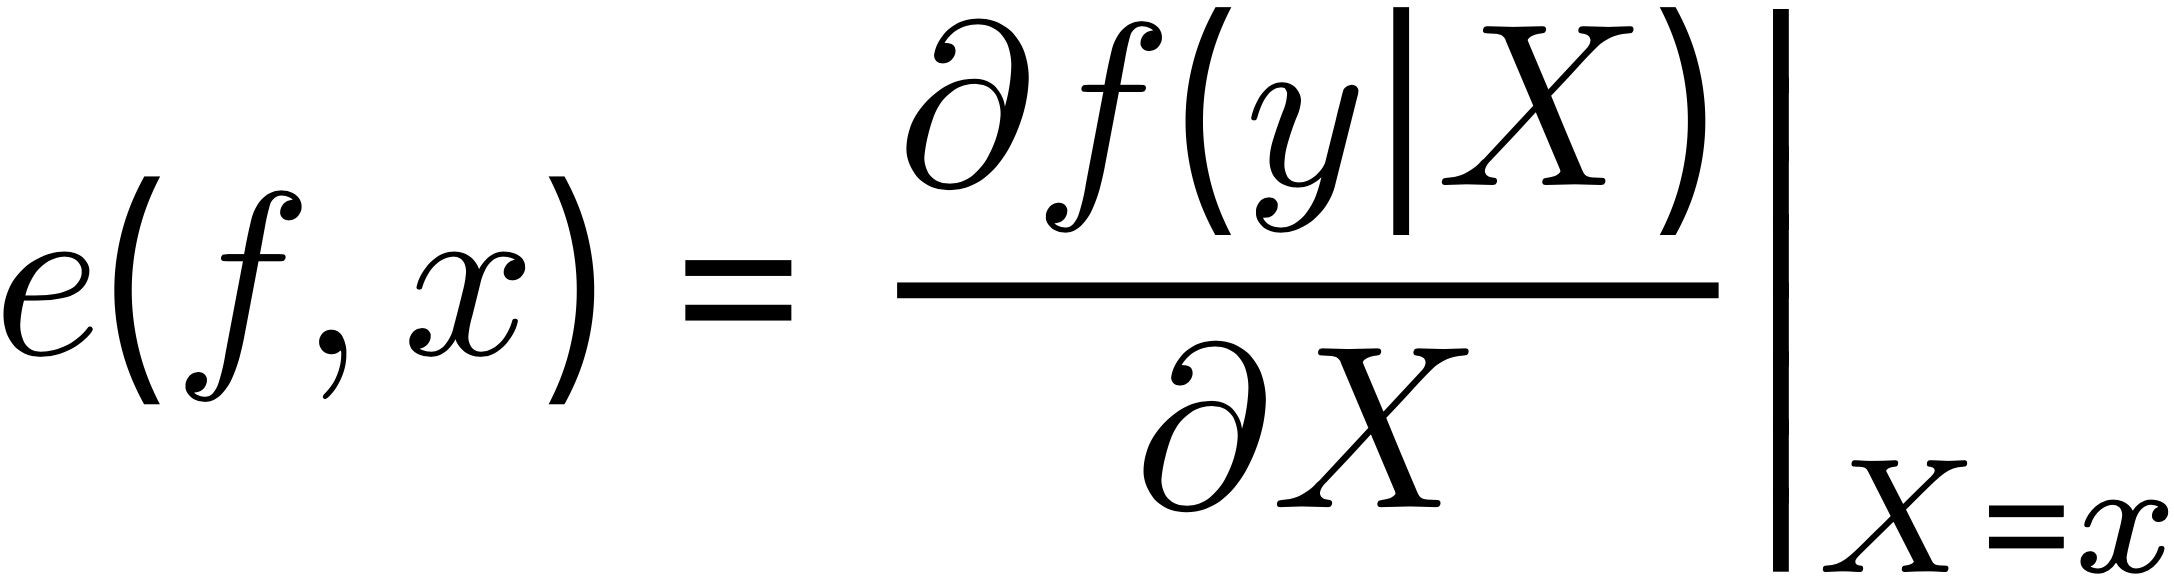 e(f, x) = ∂f(y|X) / ∂X |_{X=x}